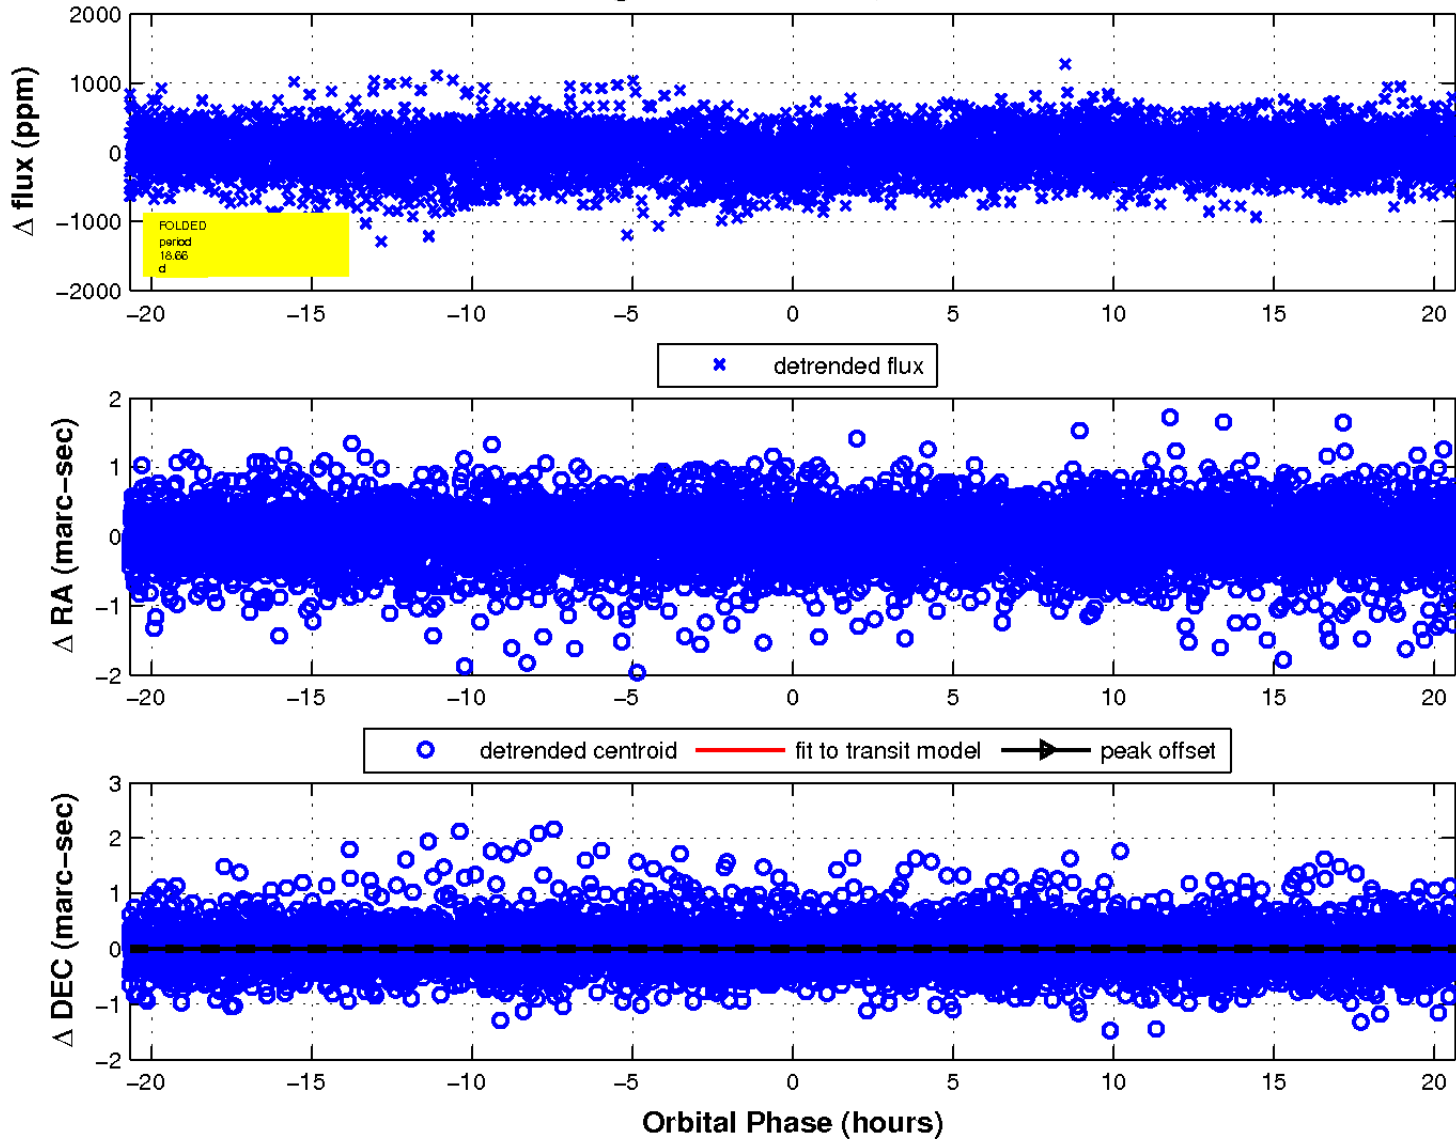 2000
1000
0
−1000
−2000
Δ flux (ppm)
FOLDED
period
18.66
d
−20 −15 −10 −5 0 5 10 15 20
detrended flux
2
1
0
−1
−2
Δ RA (marc−sec)
−20 −15 −10 −5 0 5 10 15 20
detrended centroid fit to transit model peak offset
3
2
1
0
−1
−2
Δ DEC (marc−sec)
−20 −15 −10 −5 0 5 10 15 20
Orbital Phase (hours)